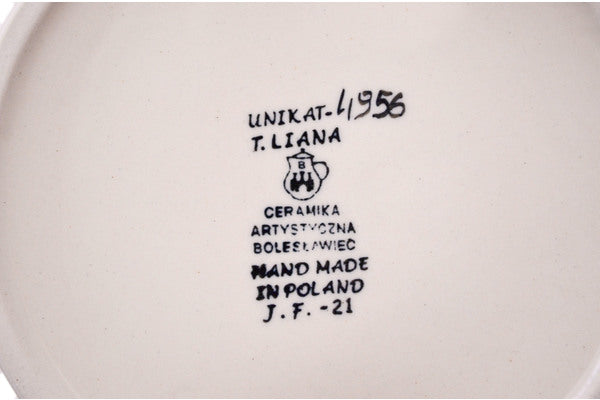 UNIKAT-4956
T. LIANA
B
CERAMIKA
ARTYSTYCZNA
BOLESŁAWIEC
HAND MADE
IN POLAND
J. F. -21